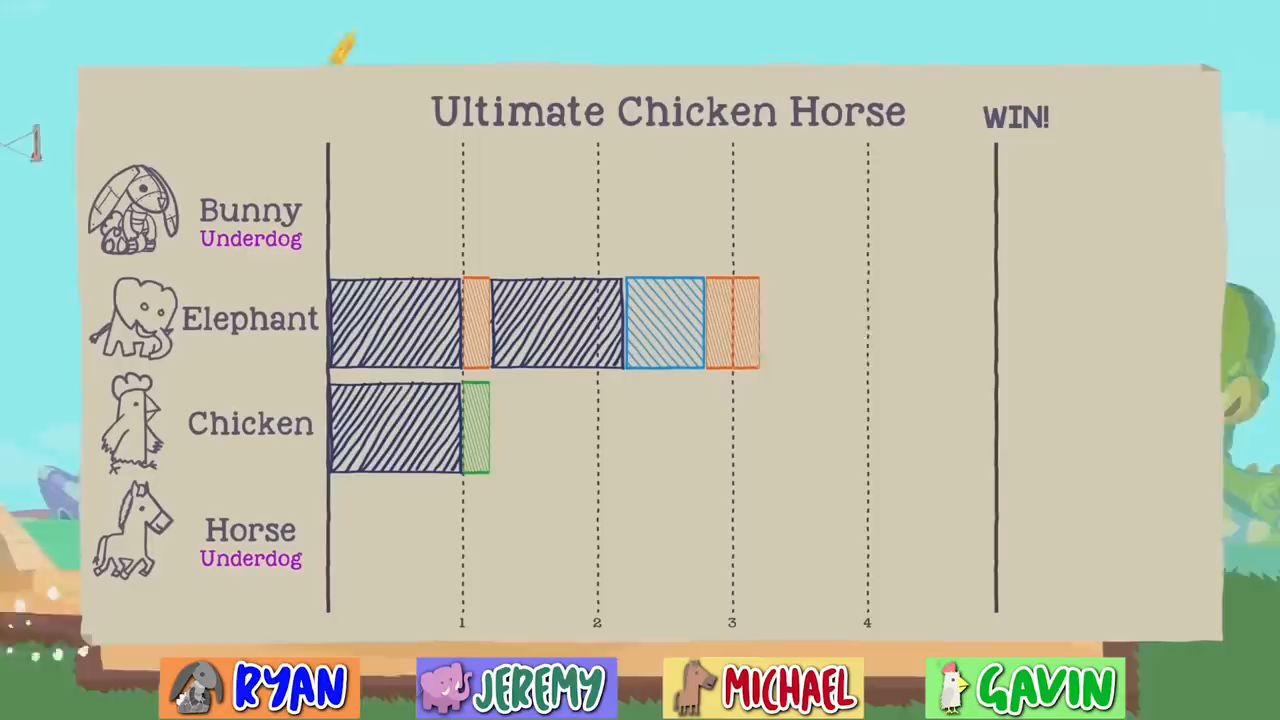 Ultimate Chicken Horse
WIN!
Bunny
Underdog
Elephant
Chicken
Horse
Underdog
1 2 3 4
RYAN
JEREMY
MICHAEL
GAVIN